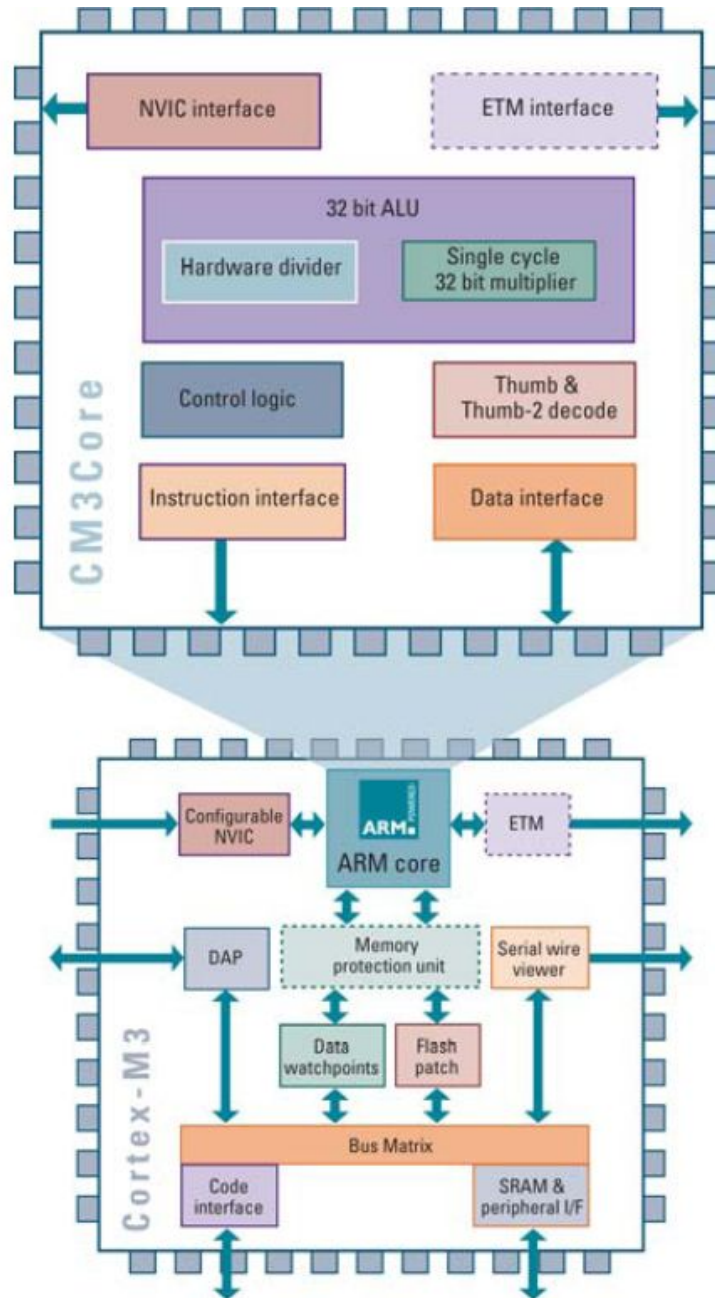 NVIC interface
ETM interface
32 bit ALU
Hardware divider
Single cycle
32 bit multiplier
Control logic
Thumb &
Thumb-2 decode
Instruction interface
Data interface
CM3Core
Configurable
NVIC
ARM
POWERED
ARM core
ETM
DAP
Memory
protection unit
Serial wire
viewer
Data
watchpoints
Flash
patch
Bus Matrix
Code
interface
SRAM &
peripheral I/F
Cortex-M3